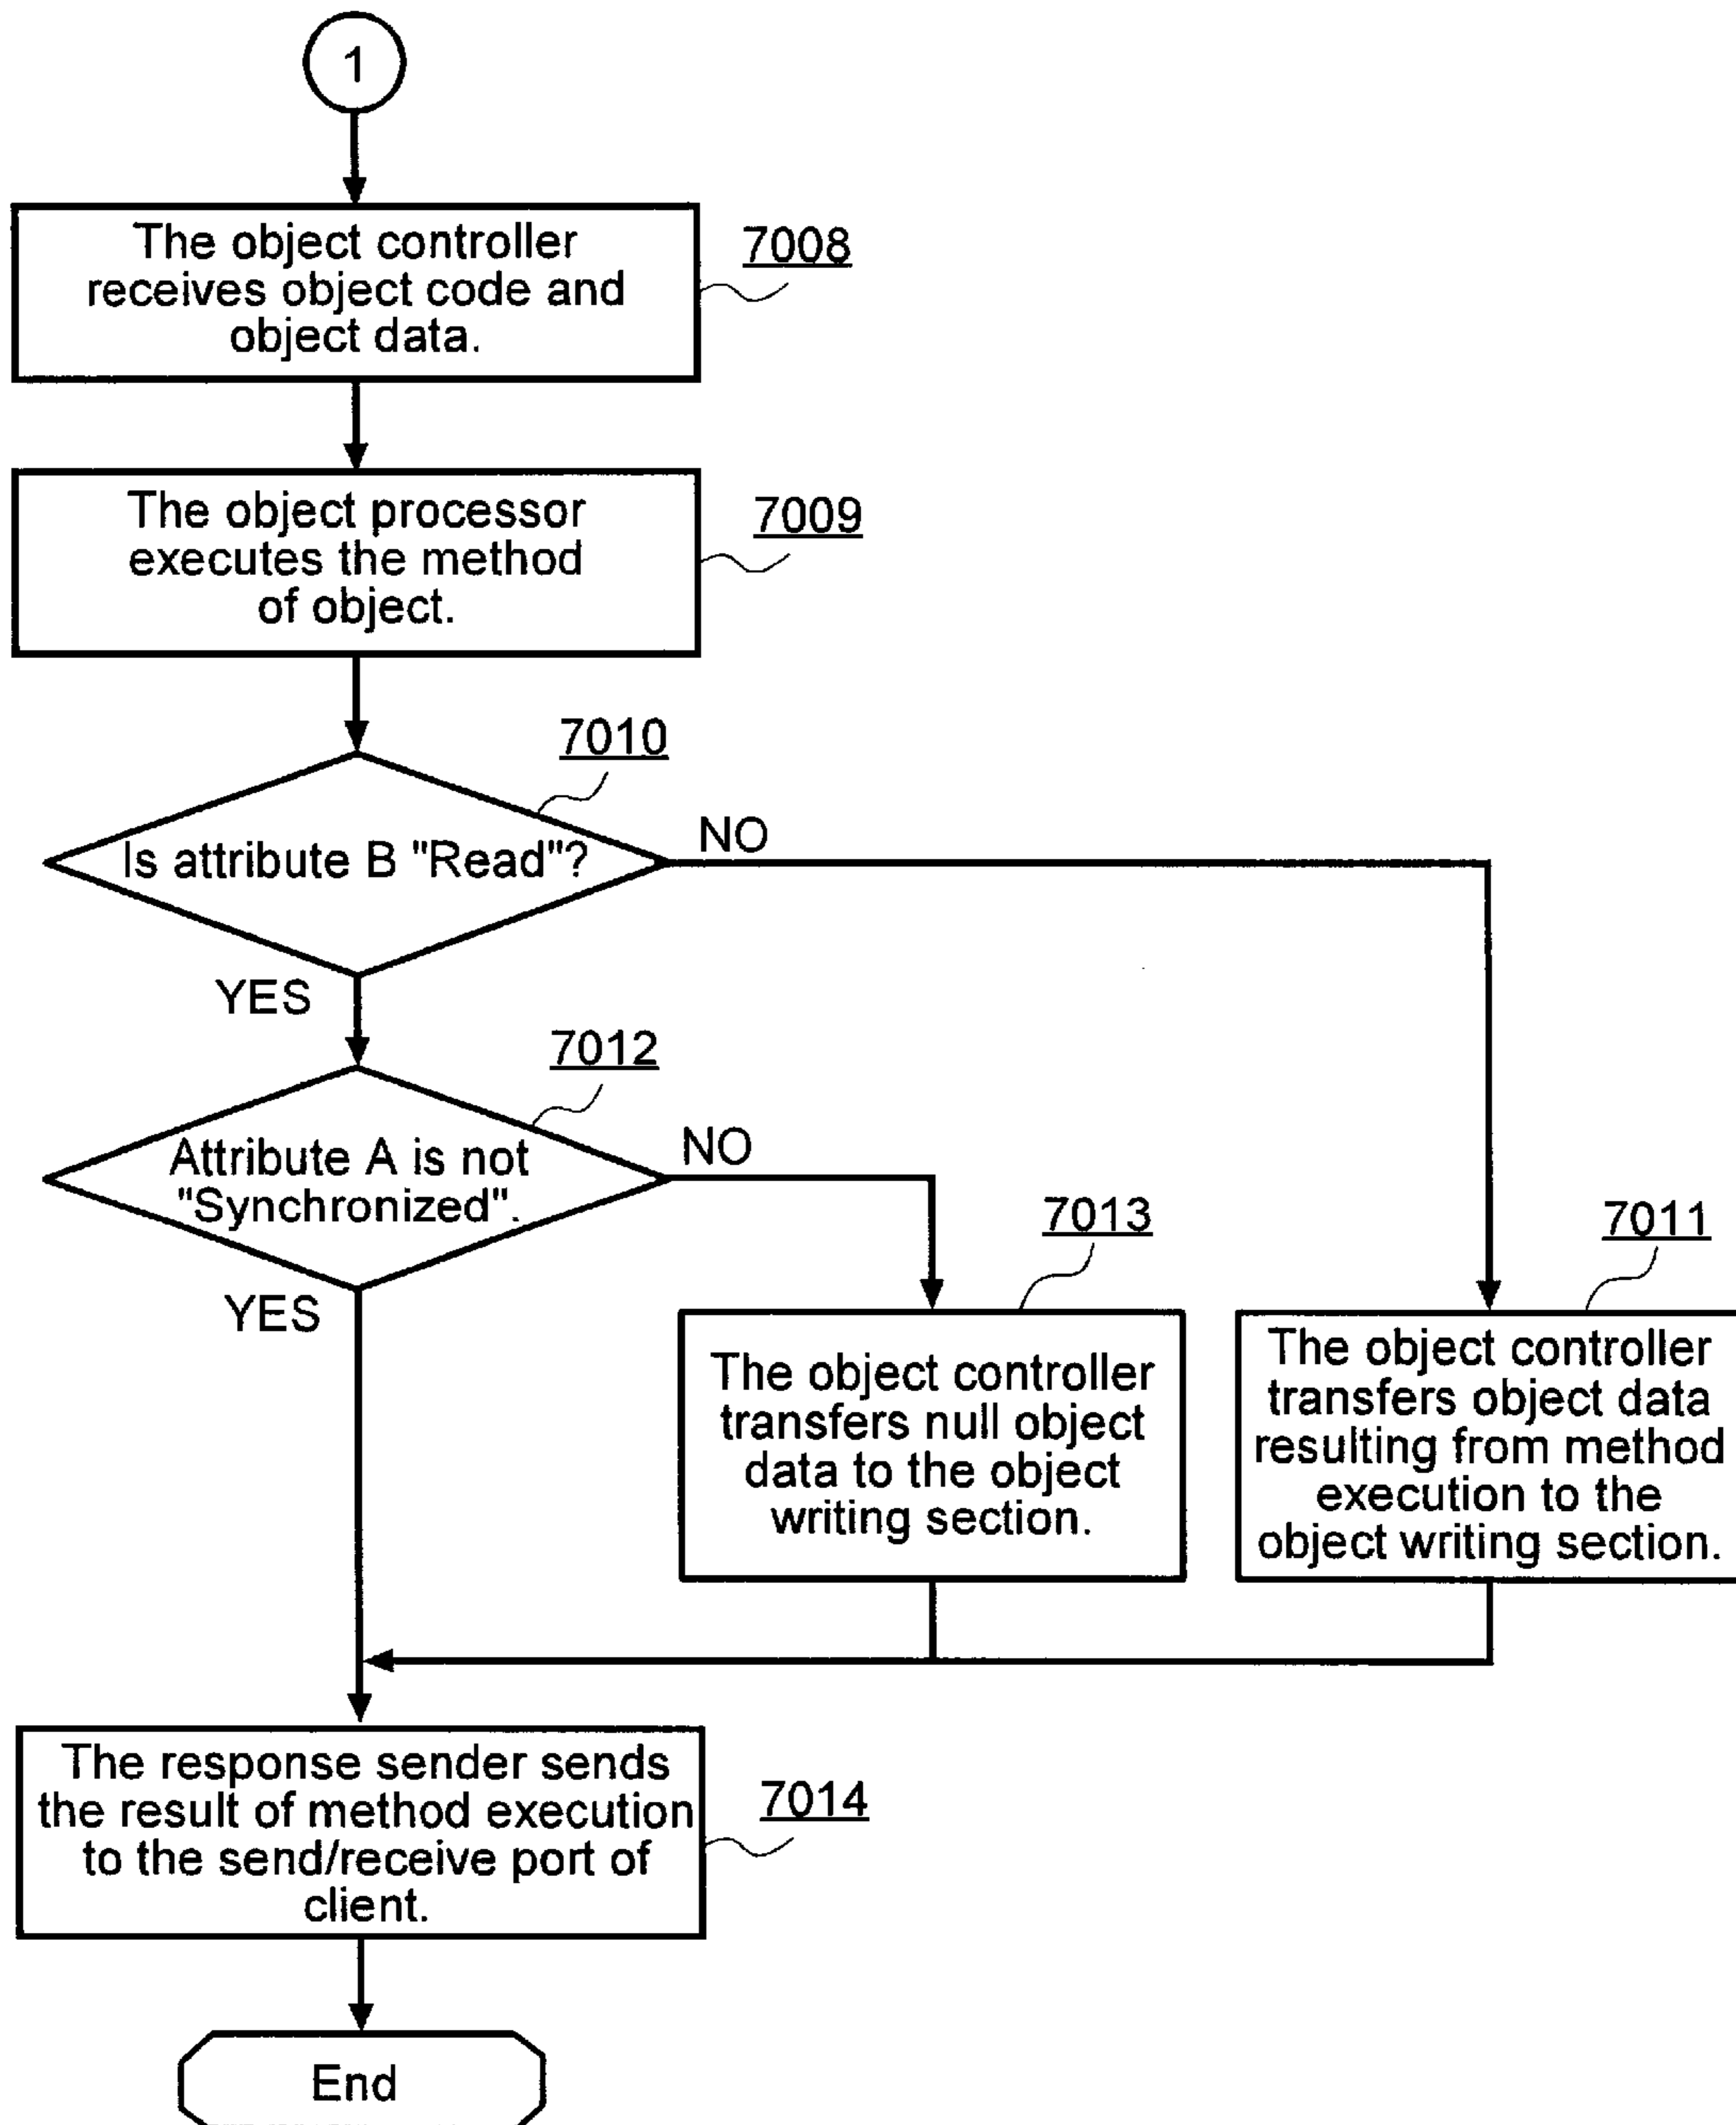 1
The object controller
receives object code and
object data.
7008
The object processor
executes the method
of object.
7009
7010
Is attribute B "Read"?
NO
YES
7012
Attribute A is not
"Synchronized".
NO
YES
7013
The object controller
transfers null object
data to the object
writing section.
7011
The object controller
transfers object data
resulting from method
execution to the
object writing section.
The response sender sends
the result of method execution
to the send/receive port of
client.
7014
End